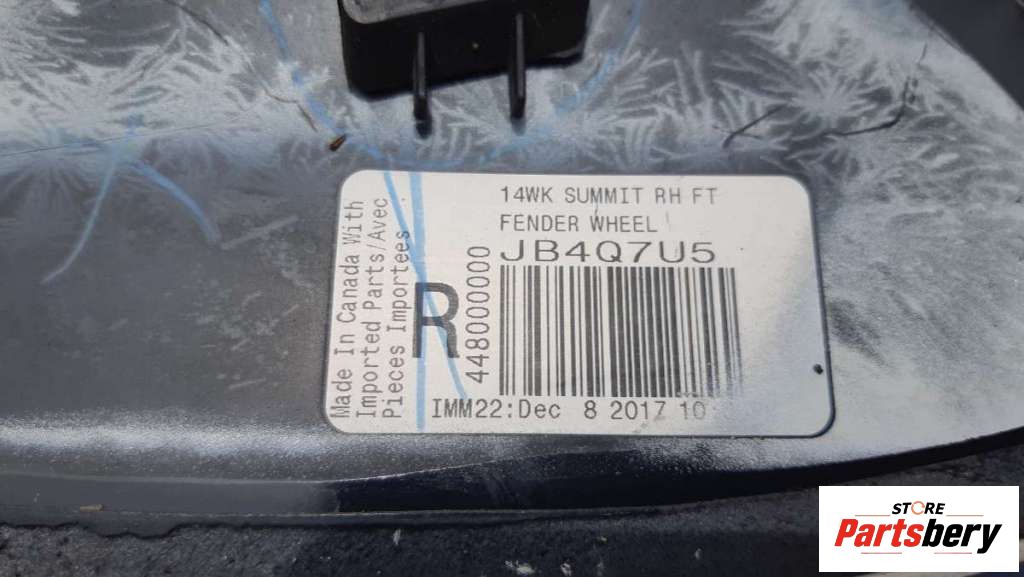 14WK SUMMIT RH FT
FENDER WHEEL
JB4Q7U5
Made In Canada With
Imported Parts/Avec
Pieces Importees
R
44800000
IMM22:Dec 8 2017 10
STORE
Partsbery